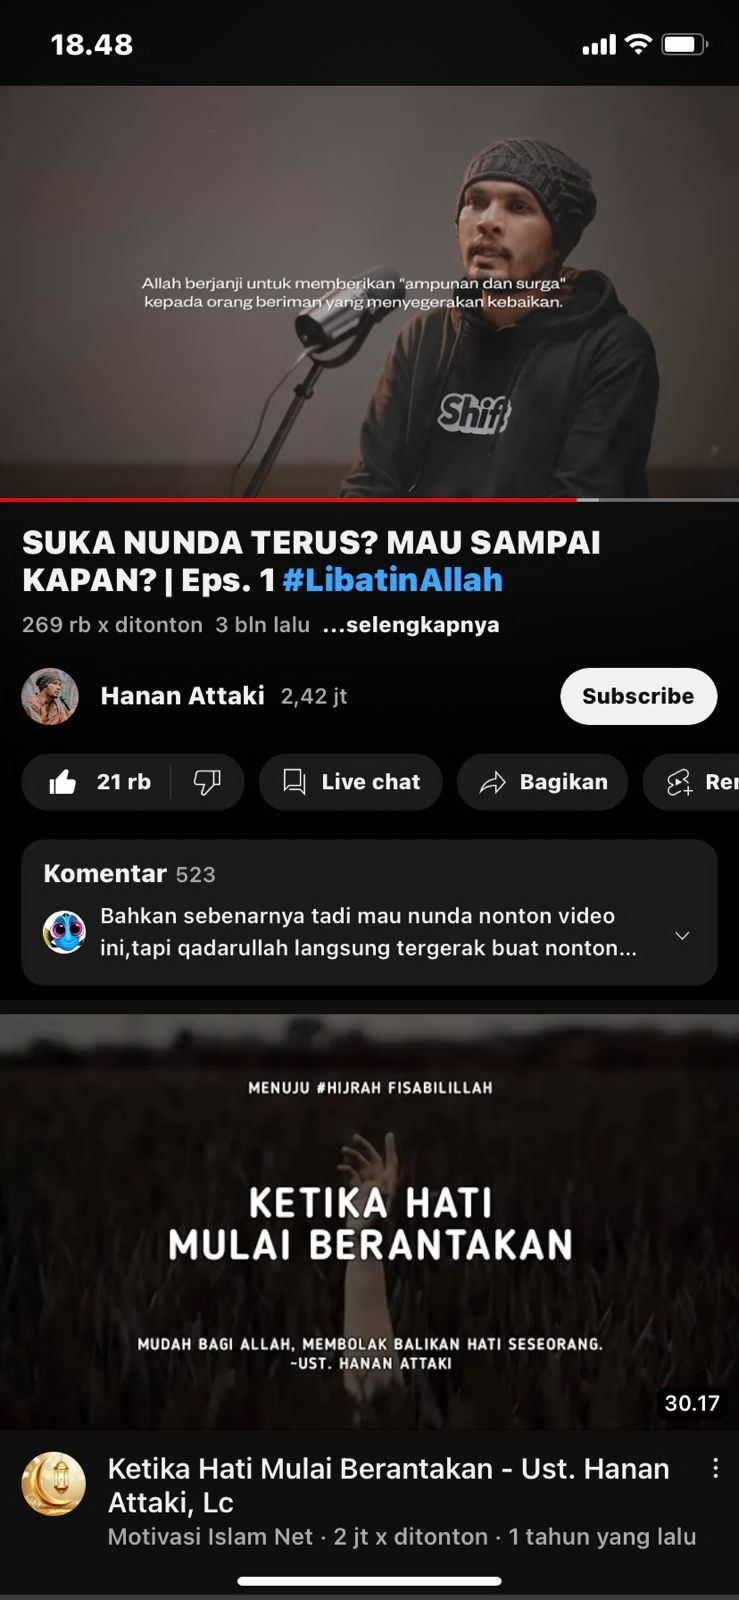 18.48
Allah berjanji untuk memberikan "ampunan dan surga"
kepada orang beriman yang menyegerakan kebaikan.
Shift
SUKA NUNDA TERUS? MAU SAMPAI
KAPAN? | Eps. 1 #LibatinAllah
269 rb x ditonton 3 bln lalu ...selengkapnya
Hanan Attaki 2,42 jt
Subscribe
21 rb
Live chat
Bagikan
Rer
Komentar 523
Bahkan sebenarnya tadi mau nunda nonton video
ini,tapi qadarullah langsung tergerak buat nonton...
MENUJU #HIJRAH FISABILILLAH
KETIKA HATI
MULAI BERANTAKAN
MUDAH BAGI ALLAH, MEMBOLAK BALIKAN HATI SESEORANG.
-UST. HANAN ATTAKI
30.17
Ketika Hati Mulai Berantakan - Ust. Hanan
Attaki, Lc
Motivasi Islam Net · 2 jt x ditonton · 1 tahun yang lalu